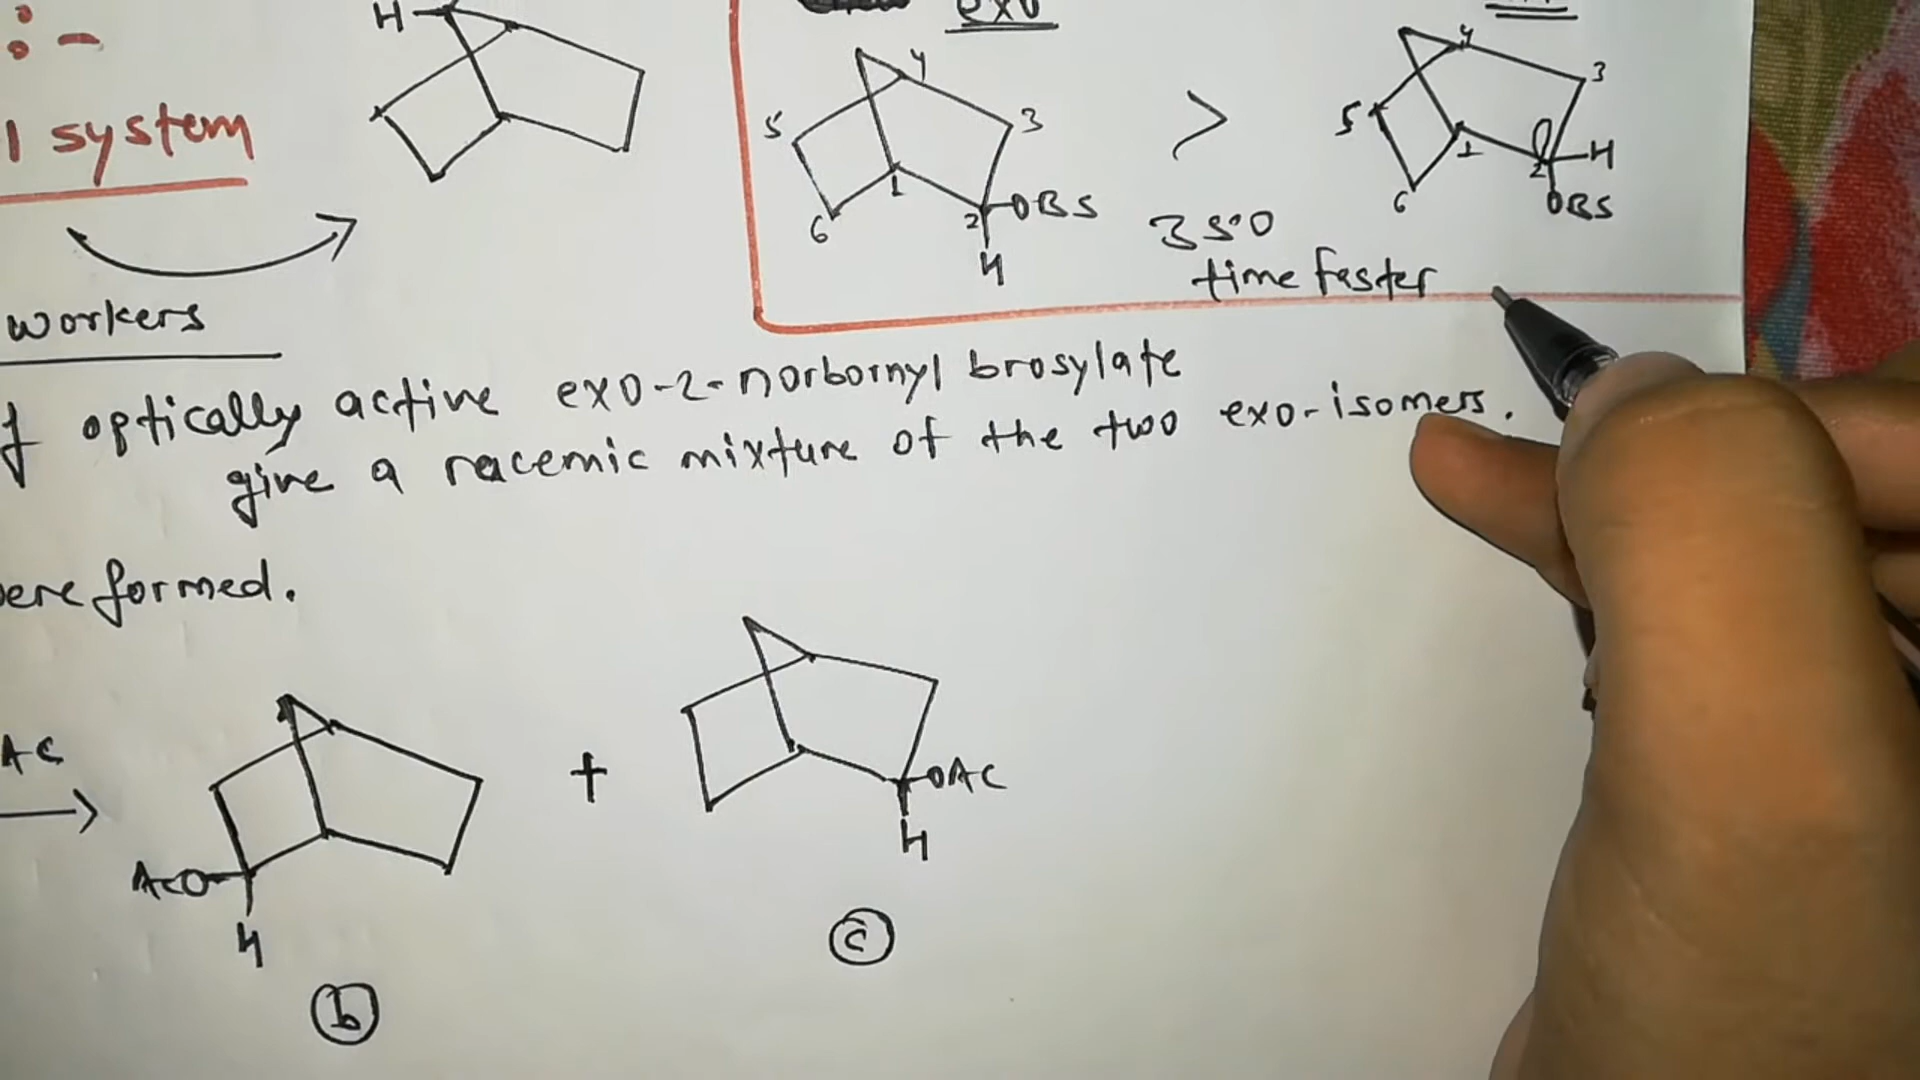 :-
H
exo
l system
4
5
3
1
6
2
OBS
H
>
350
time faster
4
5
3
1
2
H
6
OBS
workers
f optically active exo-2-norbornyl brosylate
give a racemic mixture of the two exo-isomers.
ere formed.
AC
ACO
H
b
+
OAC
H
c